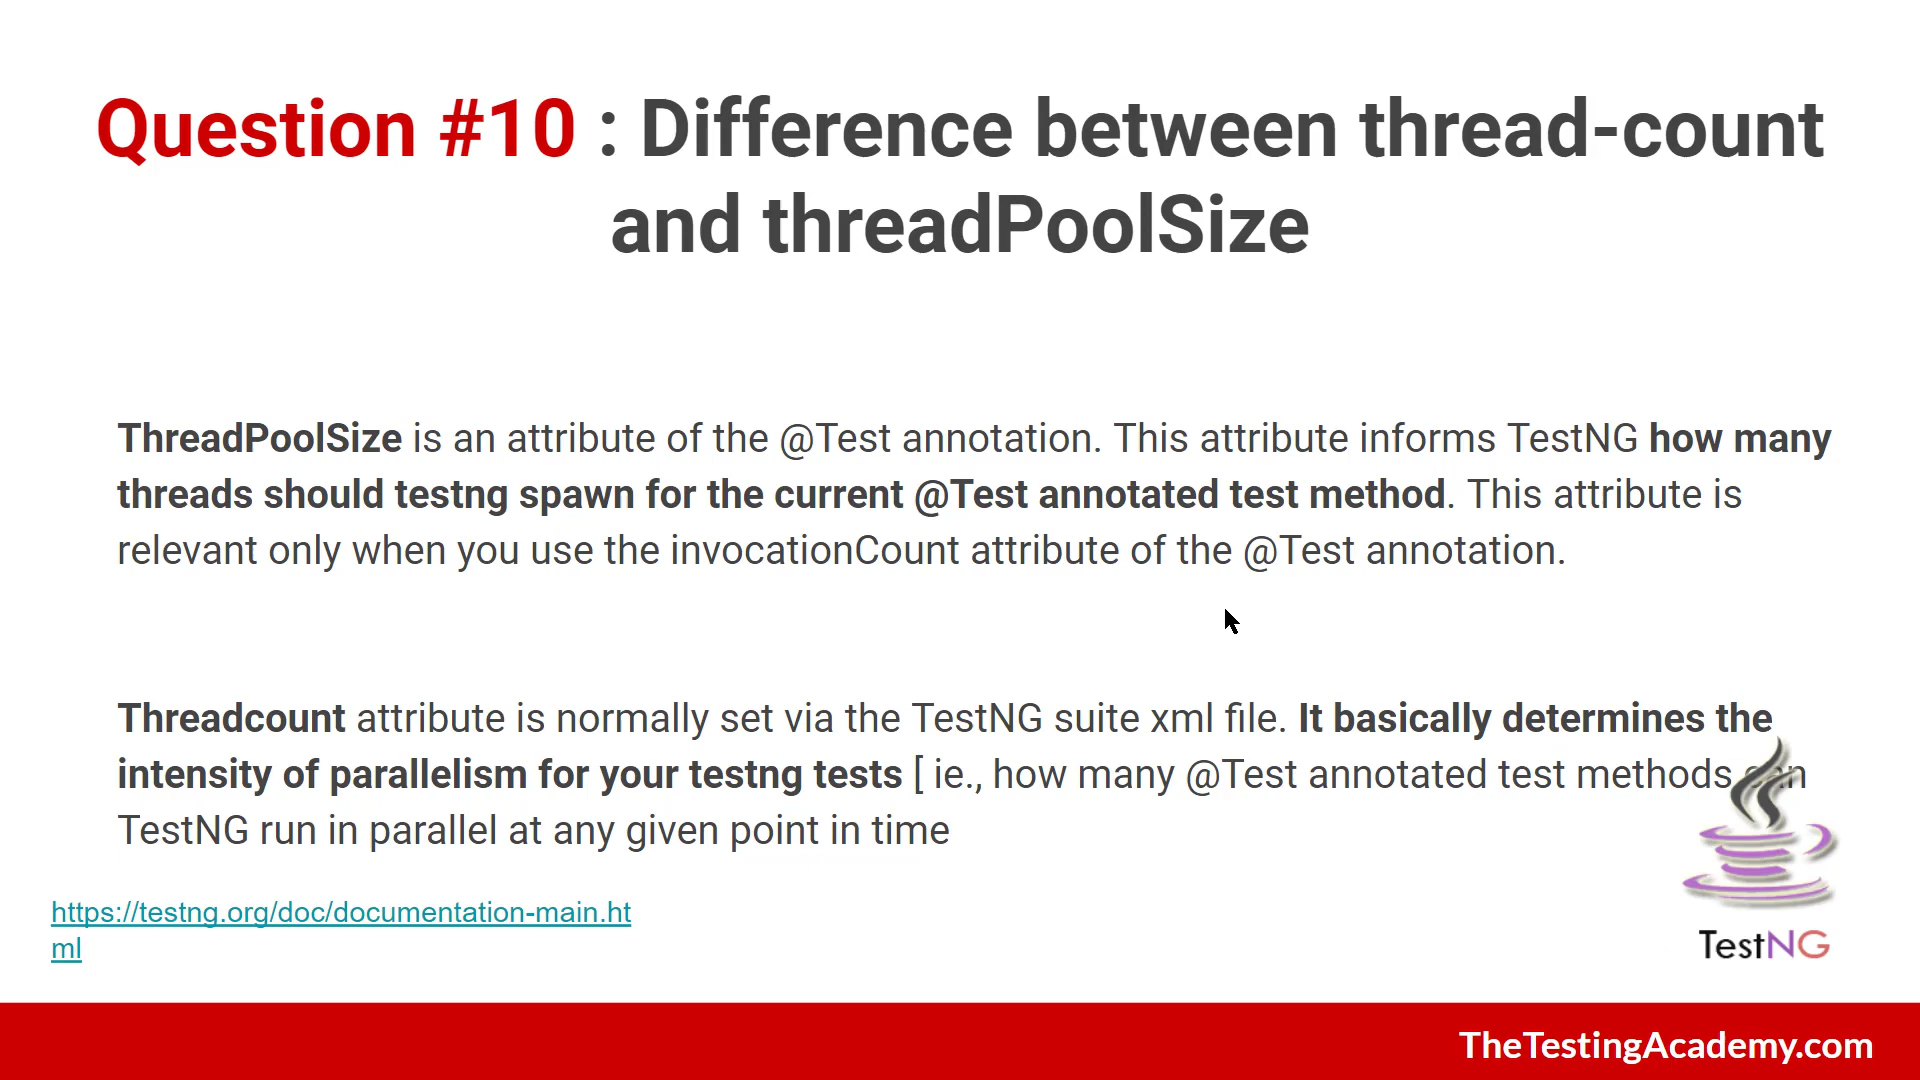 Question #10 : Difference between thread-count
and threadPoolSize
ThreadPoolSize is an attribute of the @Test annotation. This attribute informs TestNG how many
threads should testng spawn for the current @Test annotated test method. This attribute is
relevant only when you use the invocationCount attribute of the @Test annotation.
Threadcount attribute is normally set via the TestNG suite xml file. It basically determines the
intensity of parallelism for your testng tests [ ie., how many @Test annotated test methods can
TestNG run in parallel at any given point in time
https://testng.org/doc/documentation-main.ht
ml
TestNG
TheTestingAcademy.com